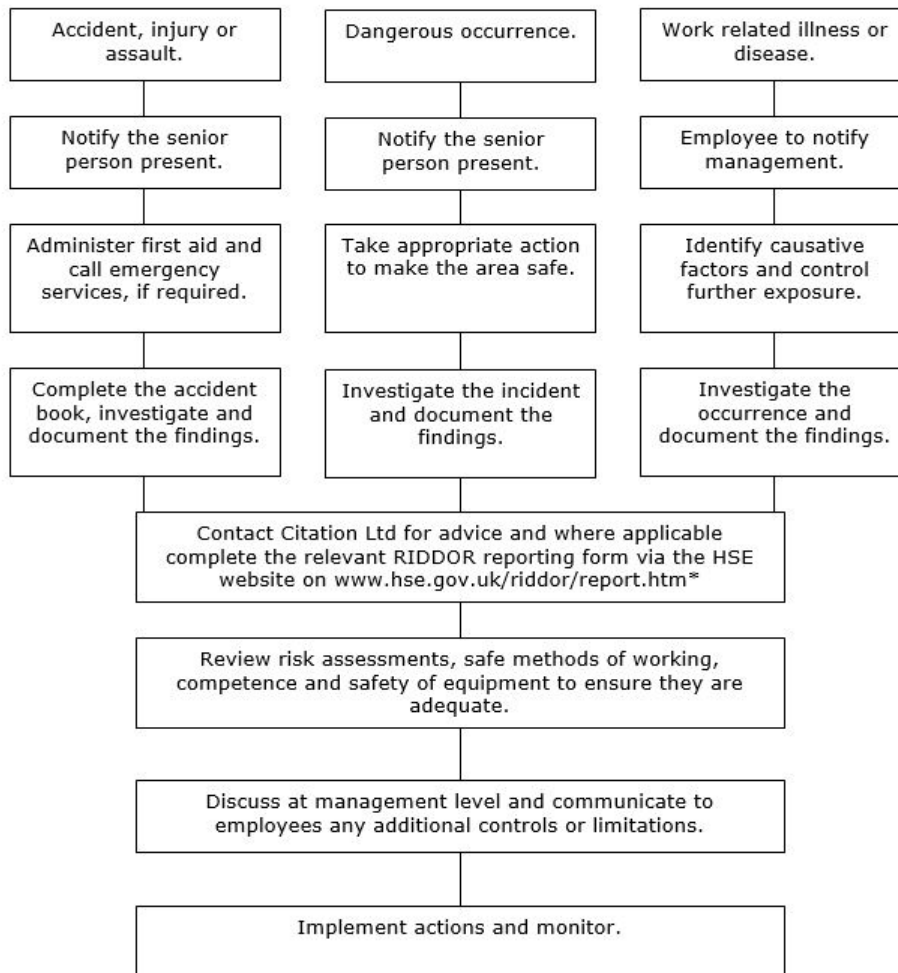 Accident, injury or
assault.
Dangerous occurrence.
Work related illness or
disease.
Notify the senior
person present.
Notify the senior
person present.
Employee to notify
management.
Administer first aid and
call emergency
services, if required.
Take appropriate action
to make the area safe.
Identify causative
factors and control
further exposure.
Complete the accident
book, investigate and
document the findings.
Investigate the incident
and document the
findings.
Investigate the
occurrence and
document the findings.
Contact Citation Ltd for advice and where applicable
complete the relevant RIDDOR reporting form via the HSE
website on www.hse.gov.uk/riddor/report.htm*
Review risk assessments, safe methods of working,
competence and safety of equipment to ensure they are
adequate.
Discuss at management level and communicate to
employees any additional controls or limitations.
Implement actions and monitor.